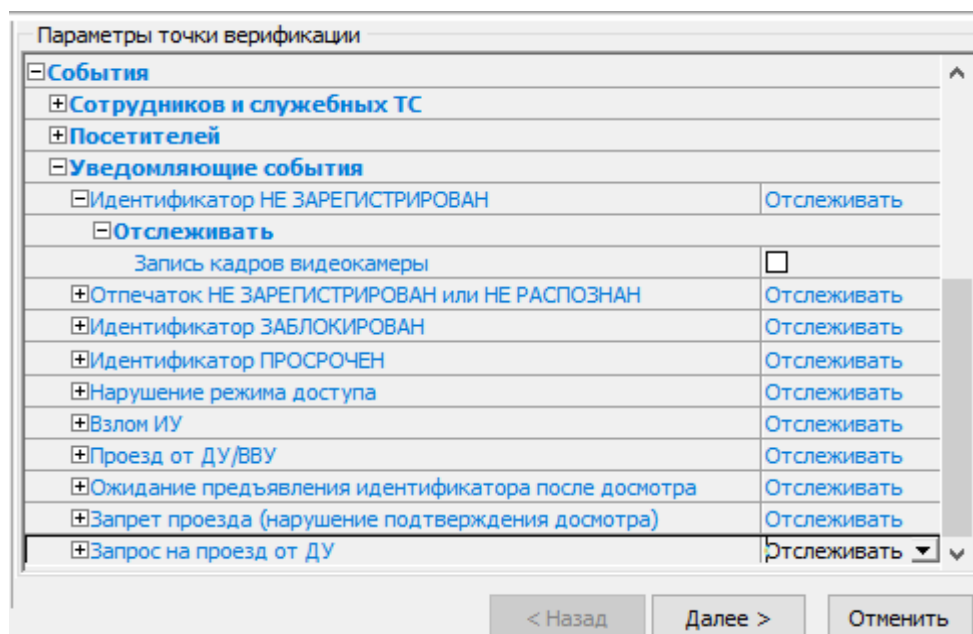 Параметры точки верификации
События
Сотрудников и служебных ТС
Посетителей
Уведомляющие события
Идентификатор НЕ ЗАРЕГИСТРИРОВАН Отслеживать
Отслеживать
Запись кадров видеокамеры
Отпечаток НЕ ЗАРЕГИСТРИРОВАН или НЕ РАСПОЗНАН Отслеживать
Идентификатор ЗАБЛОКИРОВАН Отслеживать
Идентификатор ПРОСРОЧЕН Отслеживать
Нарушение режима доступа Отслеживать
Взлом ИУ Отслеживать
Проезд от ДУ/ВВУ Отслеживать
Ожидание предъявления идентификатора после досмотра Отслеживать
Запрет проезда (нарушение подтверждения досмотра) Отслеживать
Запрос на проезд от ДУ Отслеживать
< Назад Далее > Отменить